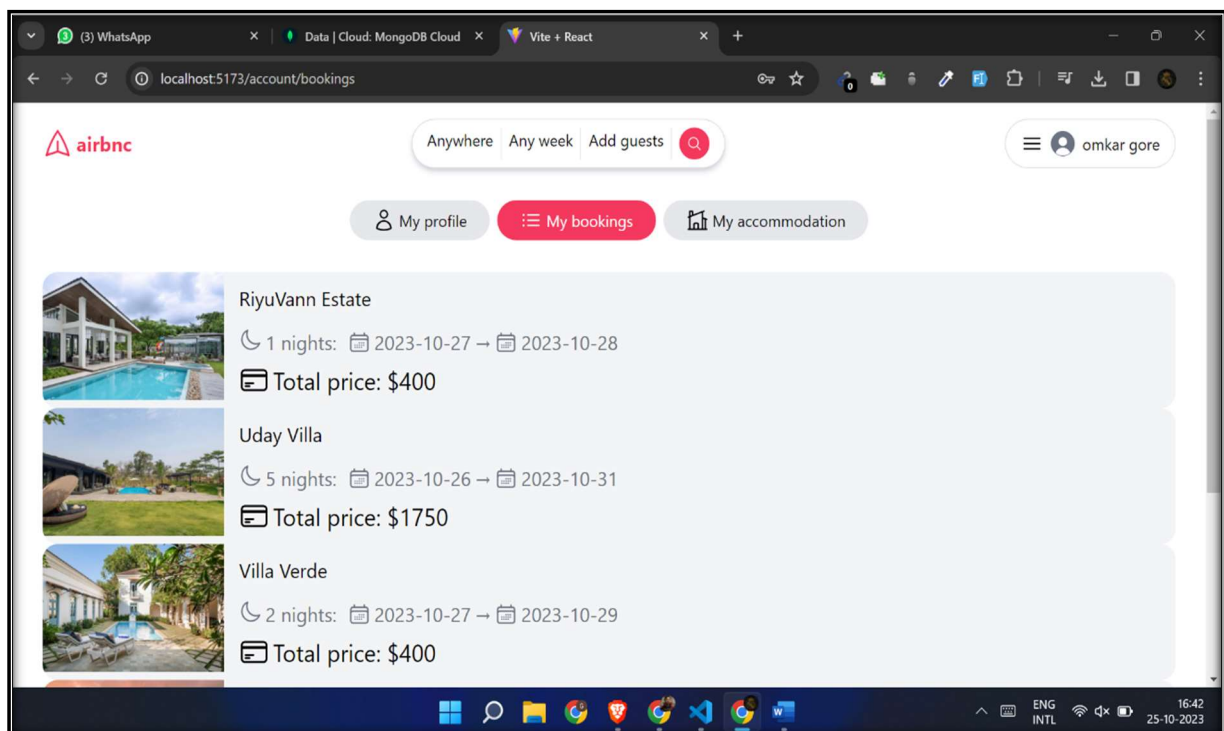 (3) WhatsApp
Data | Cloud: MongoDB Cloud
Vite + React
localhost:5173/account/bookings
0
airbnc
Anywhere Any week Add guests
omkar gore
My profile
My bookings
My accommodation
RiyuVann Estate
1 nights: 2023-10-27 → 2023-10-28
Total price: $400
Uday Villa
5 nights: 2023-10-26 → 2023-10-31
Total price: $1750
Villa Verde
2 nights: 2023-10-27 → 2023-10-29
Total price: $400
ENG
INTL
16:42
25-10-2023